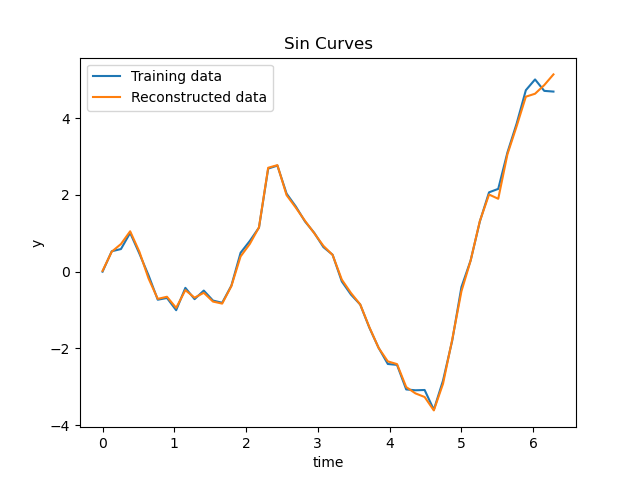 Sin Curves
Training data
Reconstructed data
4
2
0
−2
−4
y
0 1 2 3 4 5 6
time